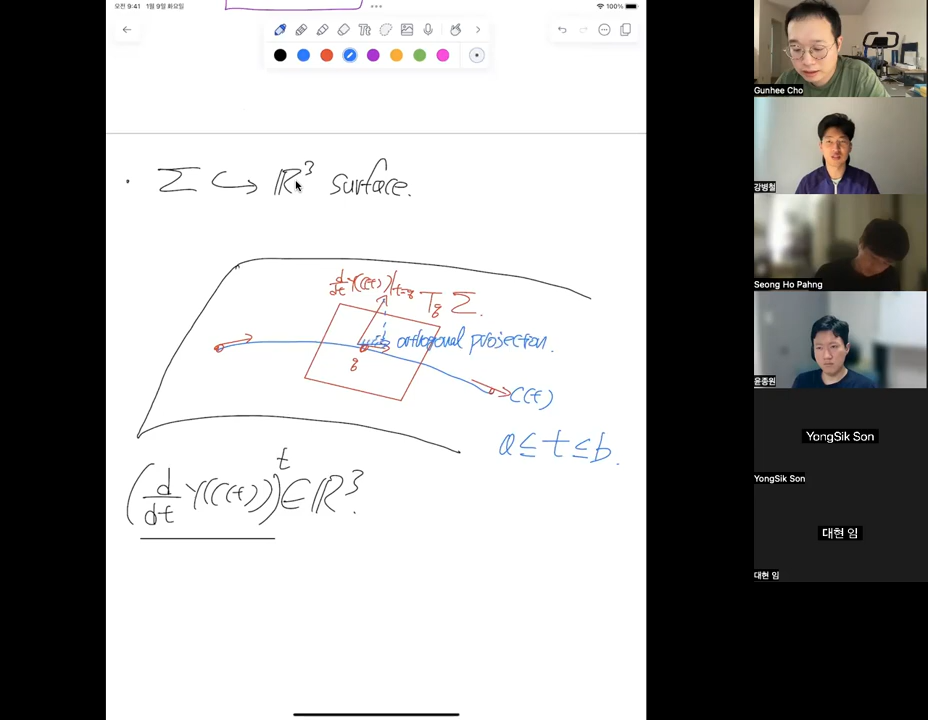 오전 9:41 1월 9일 화요일
100%
· Σ ↪ ℝ³ surface.
d/dt Y(C(t))|t=q
TqΣ.
orthogonal projection.
q
C(t)
a ≤ t ≤ b.
(d/dt Y(C(t)))^t ∈ ℝ³.
Gunhee Cho
강병철
Seong Ho Pahng
윤종원
YongSik Son
YongSik Son
대현 임
대현 임